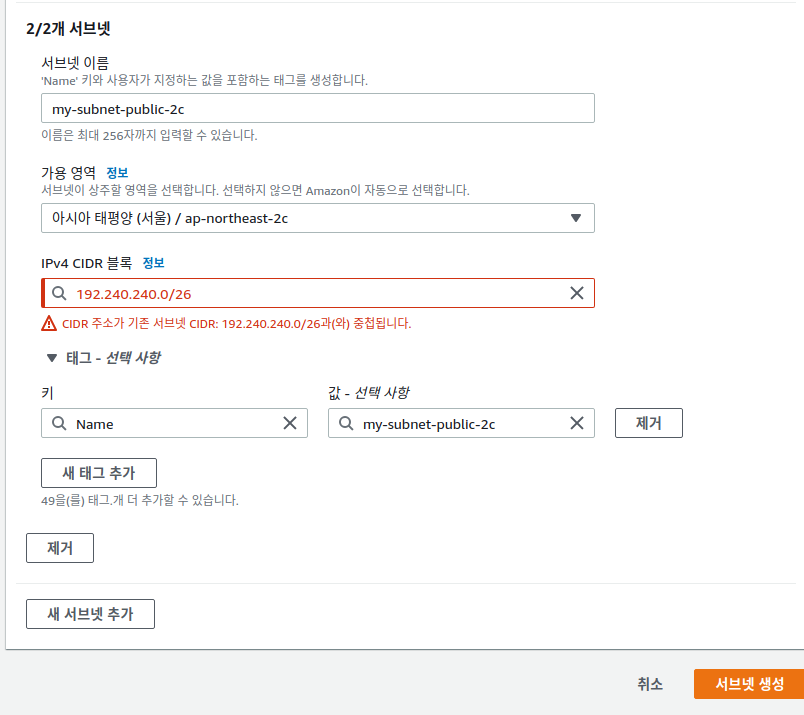 2/2개 서브넷
서브넷 이름
'Name' 키와 사용자가 지정하는 값을 포함하는 태그를 생성합니다.
my-subnet-public-2c
이름은 최대 256자까지 입력할 수 있습니다.
가용 영역 정보
서브넷이 상주할 영역을 선택합니다. 선택하지 않으면 Amazon이 자동으로 선택합니다.
아시아 태평양 (서울) / ap-northeast-2c
IPv4 CIDR 블록 정보
192.240.240.0/26
CIDR 주소가 기존 서브넷 CIDR: 192.240.240.0/26과(와) 중첩됩니다.
태그 - 선택 사항
키 값 - 선택 사항
Name my-subnet-public-2c 제거
새 태그 추가
49을(를) 태그.개 더 추가할 수 있습니다.
제거
새 서브넷 추가
취소 서브넷 생성